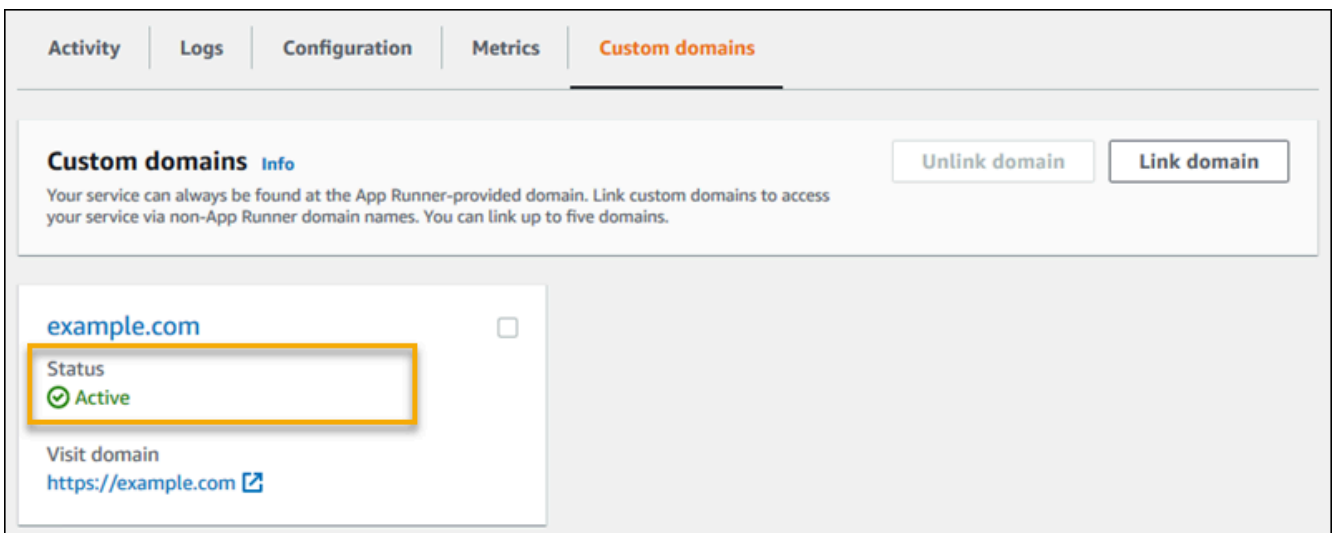 Activity Logs Configuration Metrics Custom domains
Custom domains Info Unlink domain Link domain
Your service can always be found at the App Runner-provided domain. Link custom domains to access
your service via non-App Runner domain names. You can link up to five domains.
example.com
Status
Active
Visit domain
https://example.com